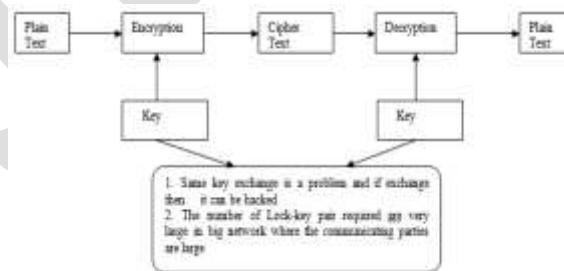 Plain
Text
Encryption
Cipher
Text
Decryption
Plain
Text
Key
Key
1. Same key exchange is a problem and if exchange
then it can be hacked
2. The number of Lock-key pair required are very
large in big network where the communicating parties
are large